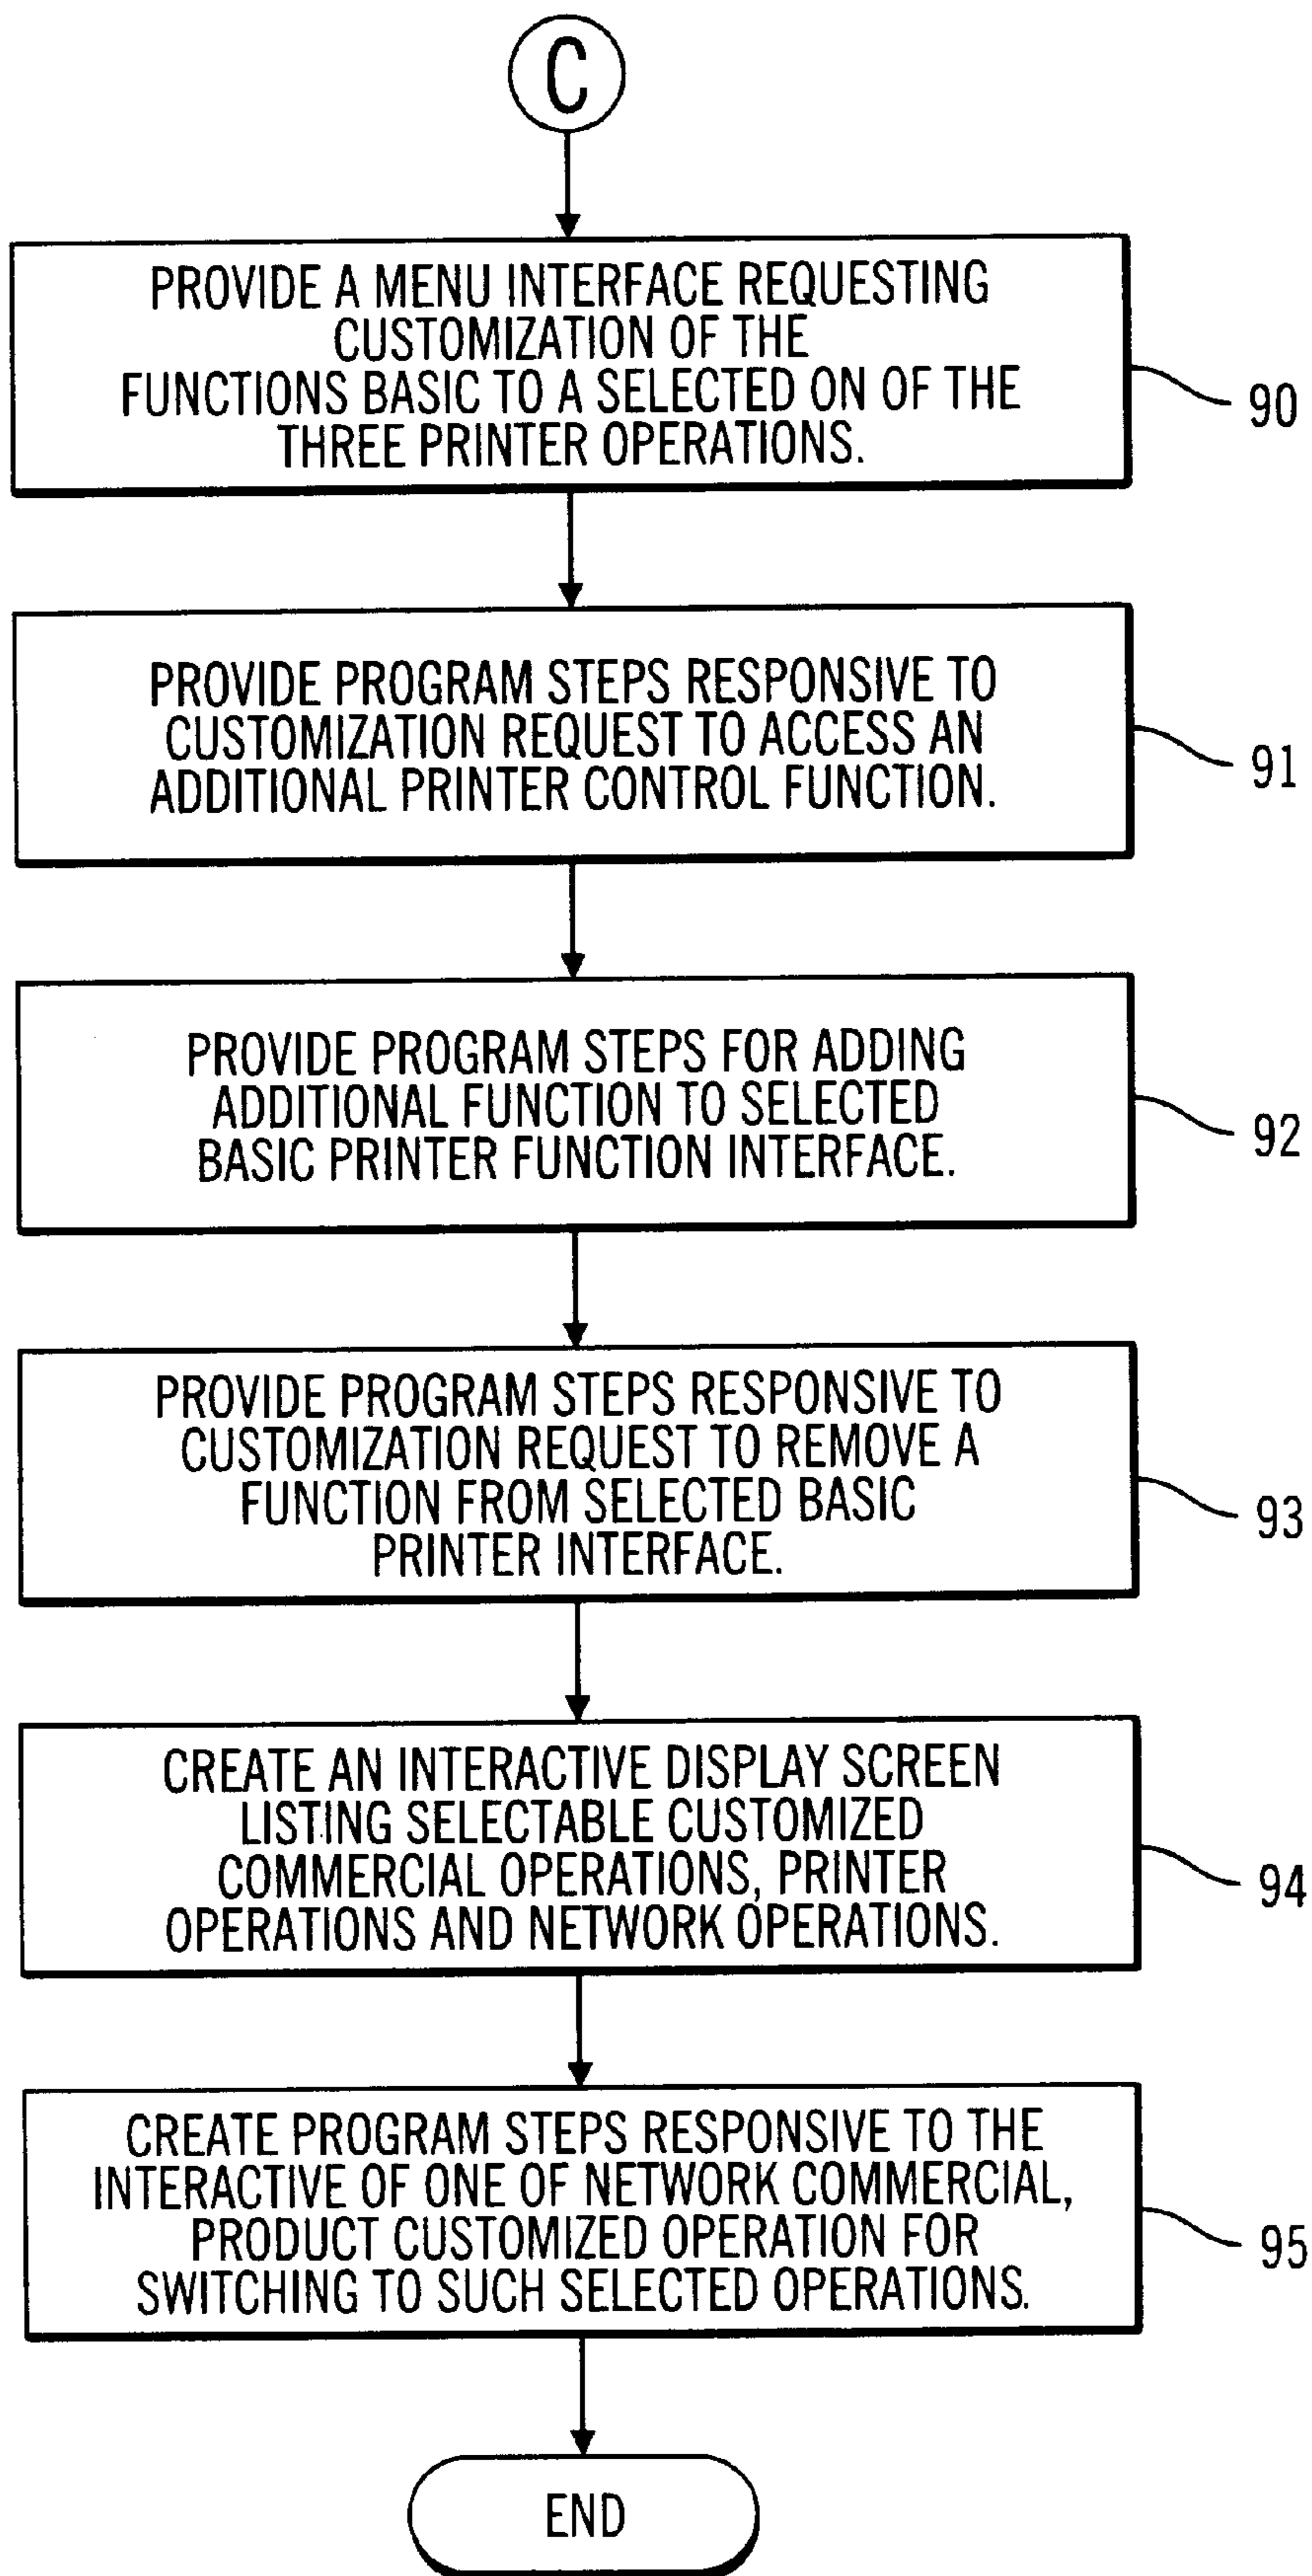 C
PROVIDE A MENU INTERFACE REQUESTING
CUSTOMIZATION OF THE
FUNCTIONS BASIC TO A SELECTED ON OF THE
THREE PRINTER OPERATIONS.
90
PROVIDE PROGRAM STEPS RESPONSIVE TO
CUSTOMIZATION REQUEST TO ACCESS AN
ADDITIONAL PRINTER CONTROL FUNCTION.
91
PROVIDE PROGRAM STEPS FOR ADDING
ADDITIONAL FUNCTION TO SELECTED
BASIC PRINTER FUNCTION INTERFACE.
92
PROVIDE PROGRAM STEPS RESPONSIVE TO
CUSTOMIZATION REQUEST TO REMOVE A
FUNCTION FROM SELECTED BASIC
PRINTER INTERFACE.
93
CREATE AN INTERACTIVE DISPLAY SCREEN
LISTING SELECTABLE CUSTOMIZED
COMMERCIAL OPERATIONS, PRINTER
OPERATIONS AND NETWORK OPERATIONS.
94
CREATE PROGRAM STEPS RESPONSIVE TO THE
INTERACTIVE OF ONE OF NETWORK COMMERCIAL,
PRODUCT CUSTOMIZED OPERATION FOR
SWITCHING TO SUCH SELECTED OPERATIONS.
95
END